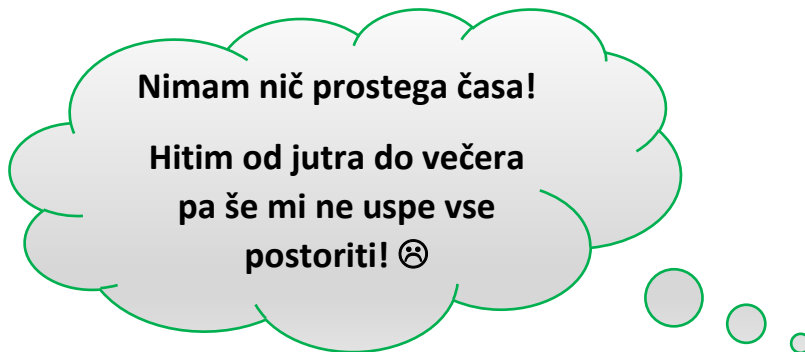 Nimam nič prostega časa!
Hitim od jutra do večera
pa še mi ne uspe vse
postoriti! ☹